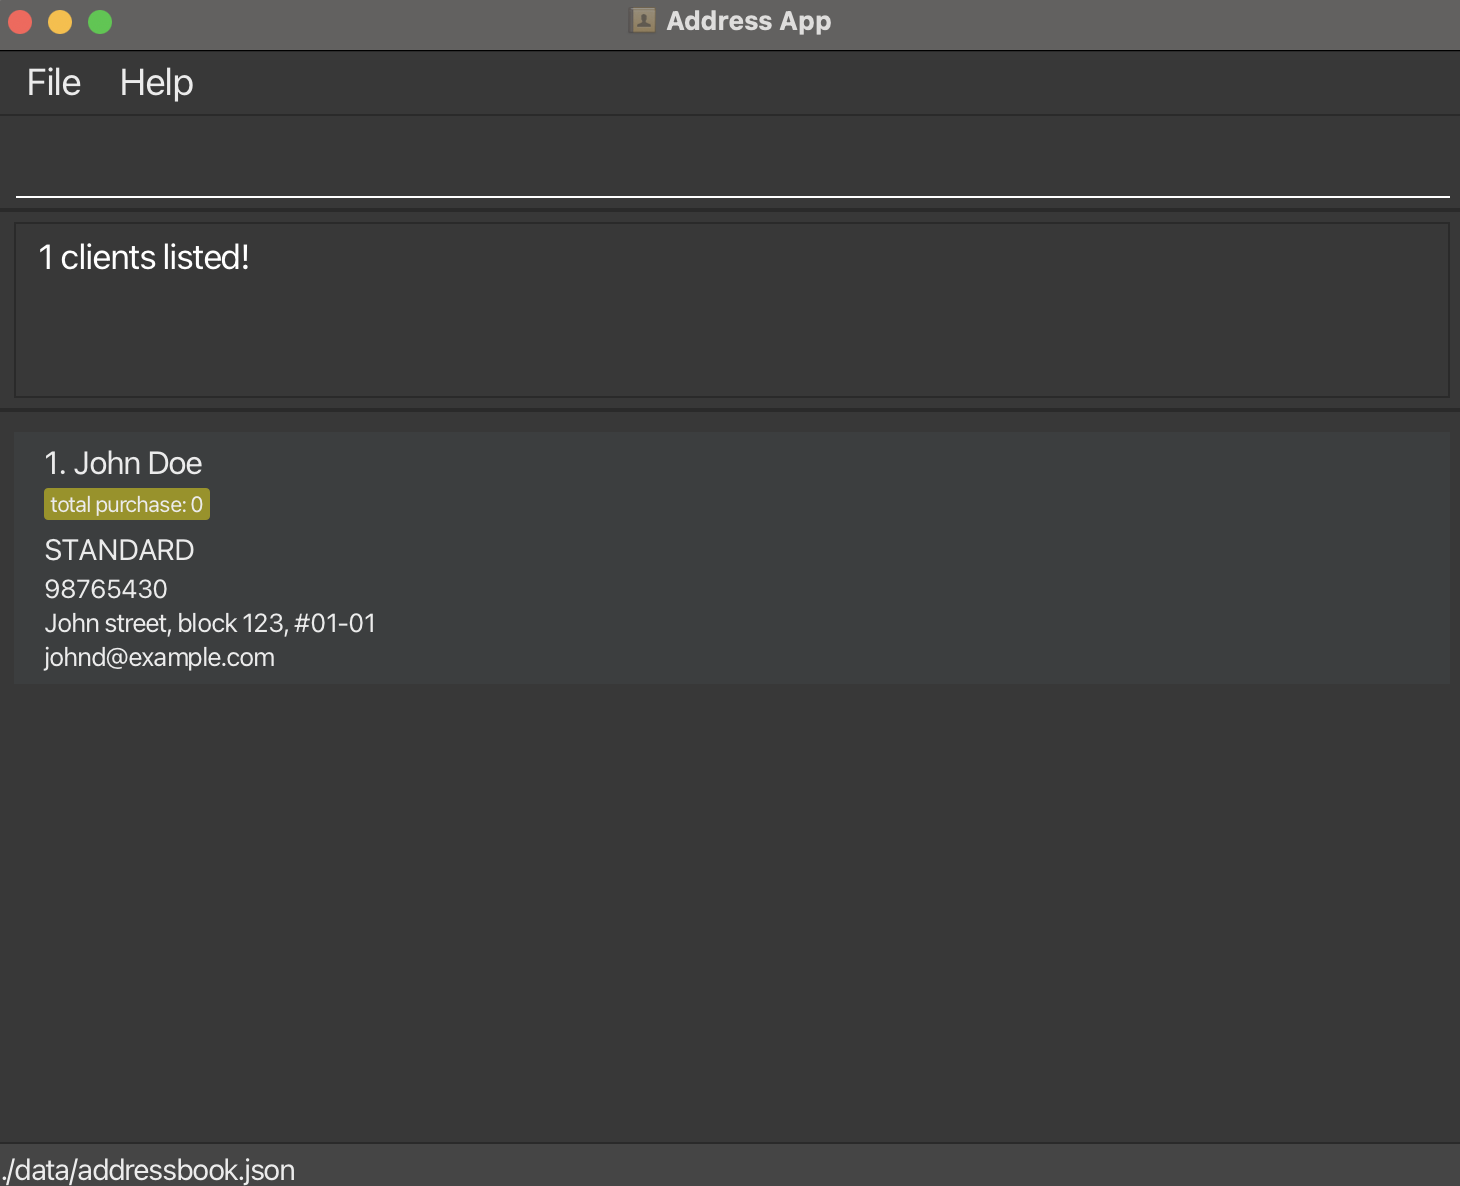 Address App
File Help
1 clients listed!
1. John Doe
total purchase: 0
STANDARD
98765430
John street, block 123, #01-01
johnd@example.com
./data/addressbook.json